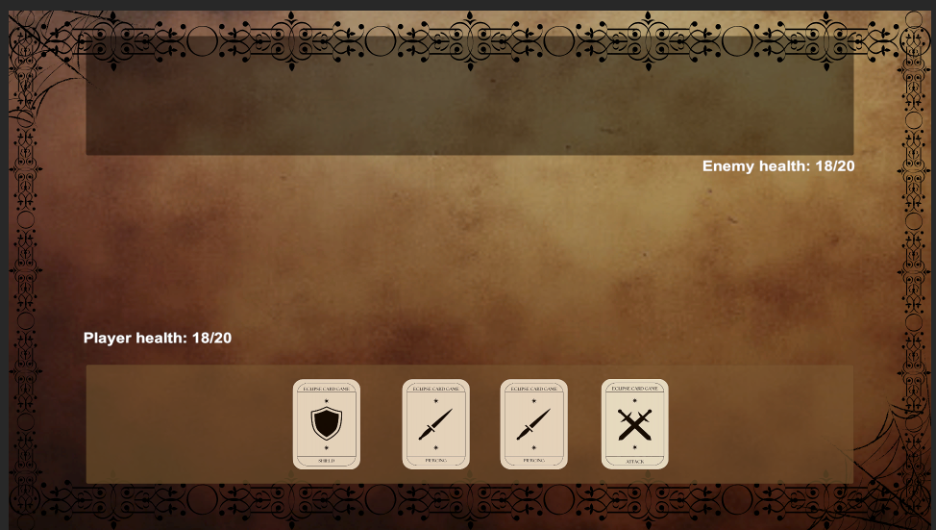 Enemy health: 18/20
Player health: 18/20
ECLIPSE CARD GAME
ECLIPSE CARD GAME
ECLIPSE CARD GAME
ECLIPSE CARD GAME
SHIELD
PIERCING
PIERCING
ATTACK